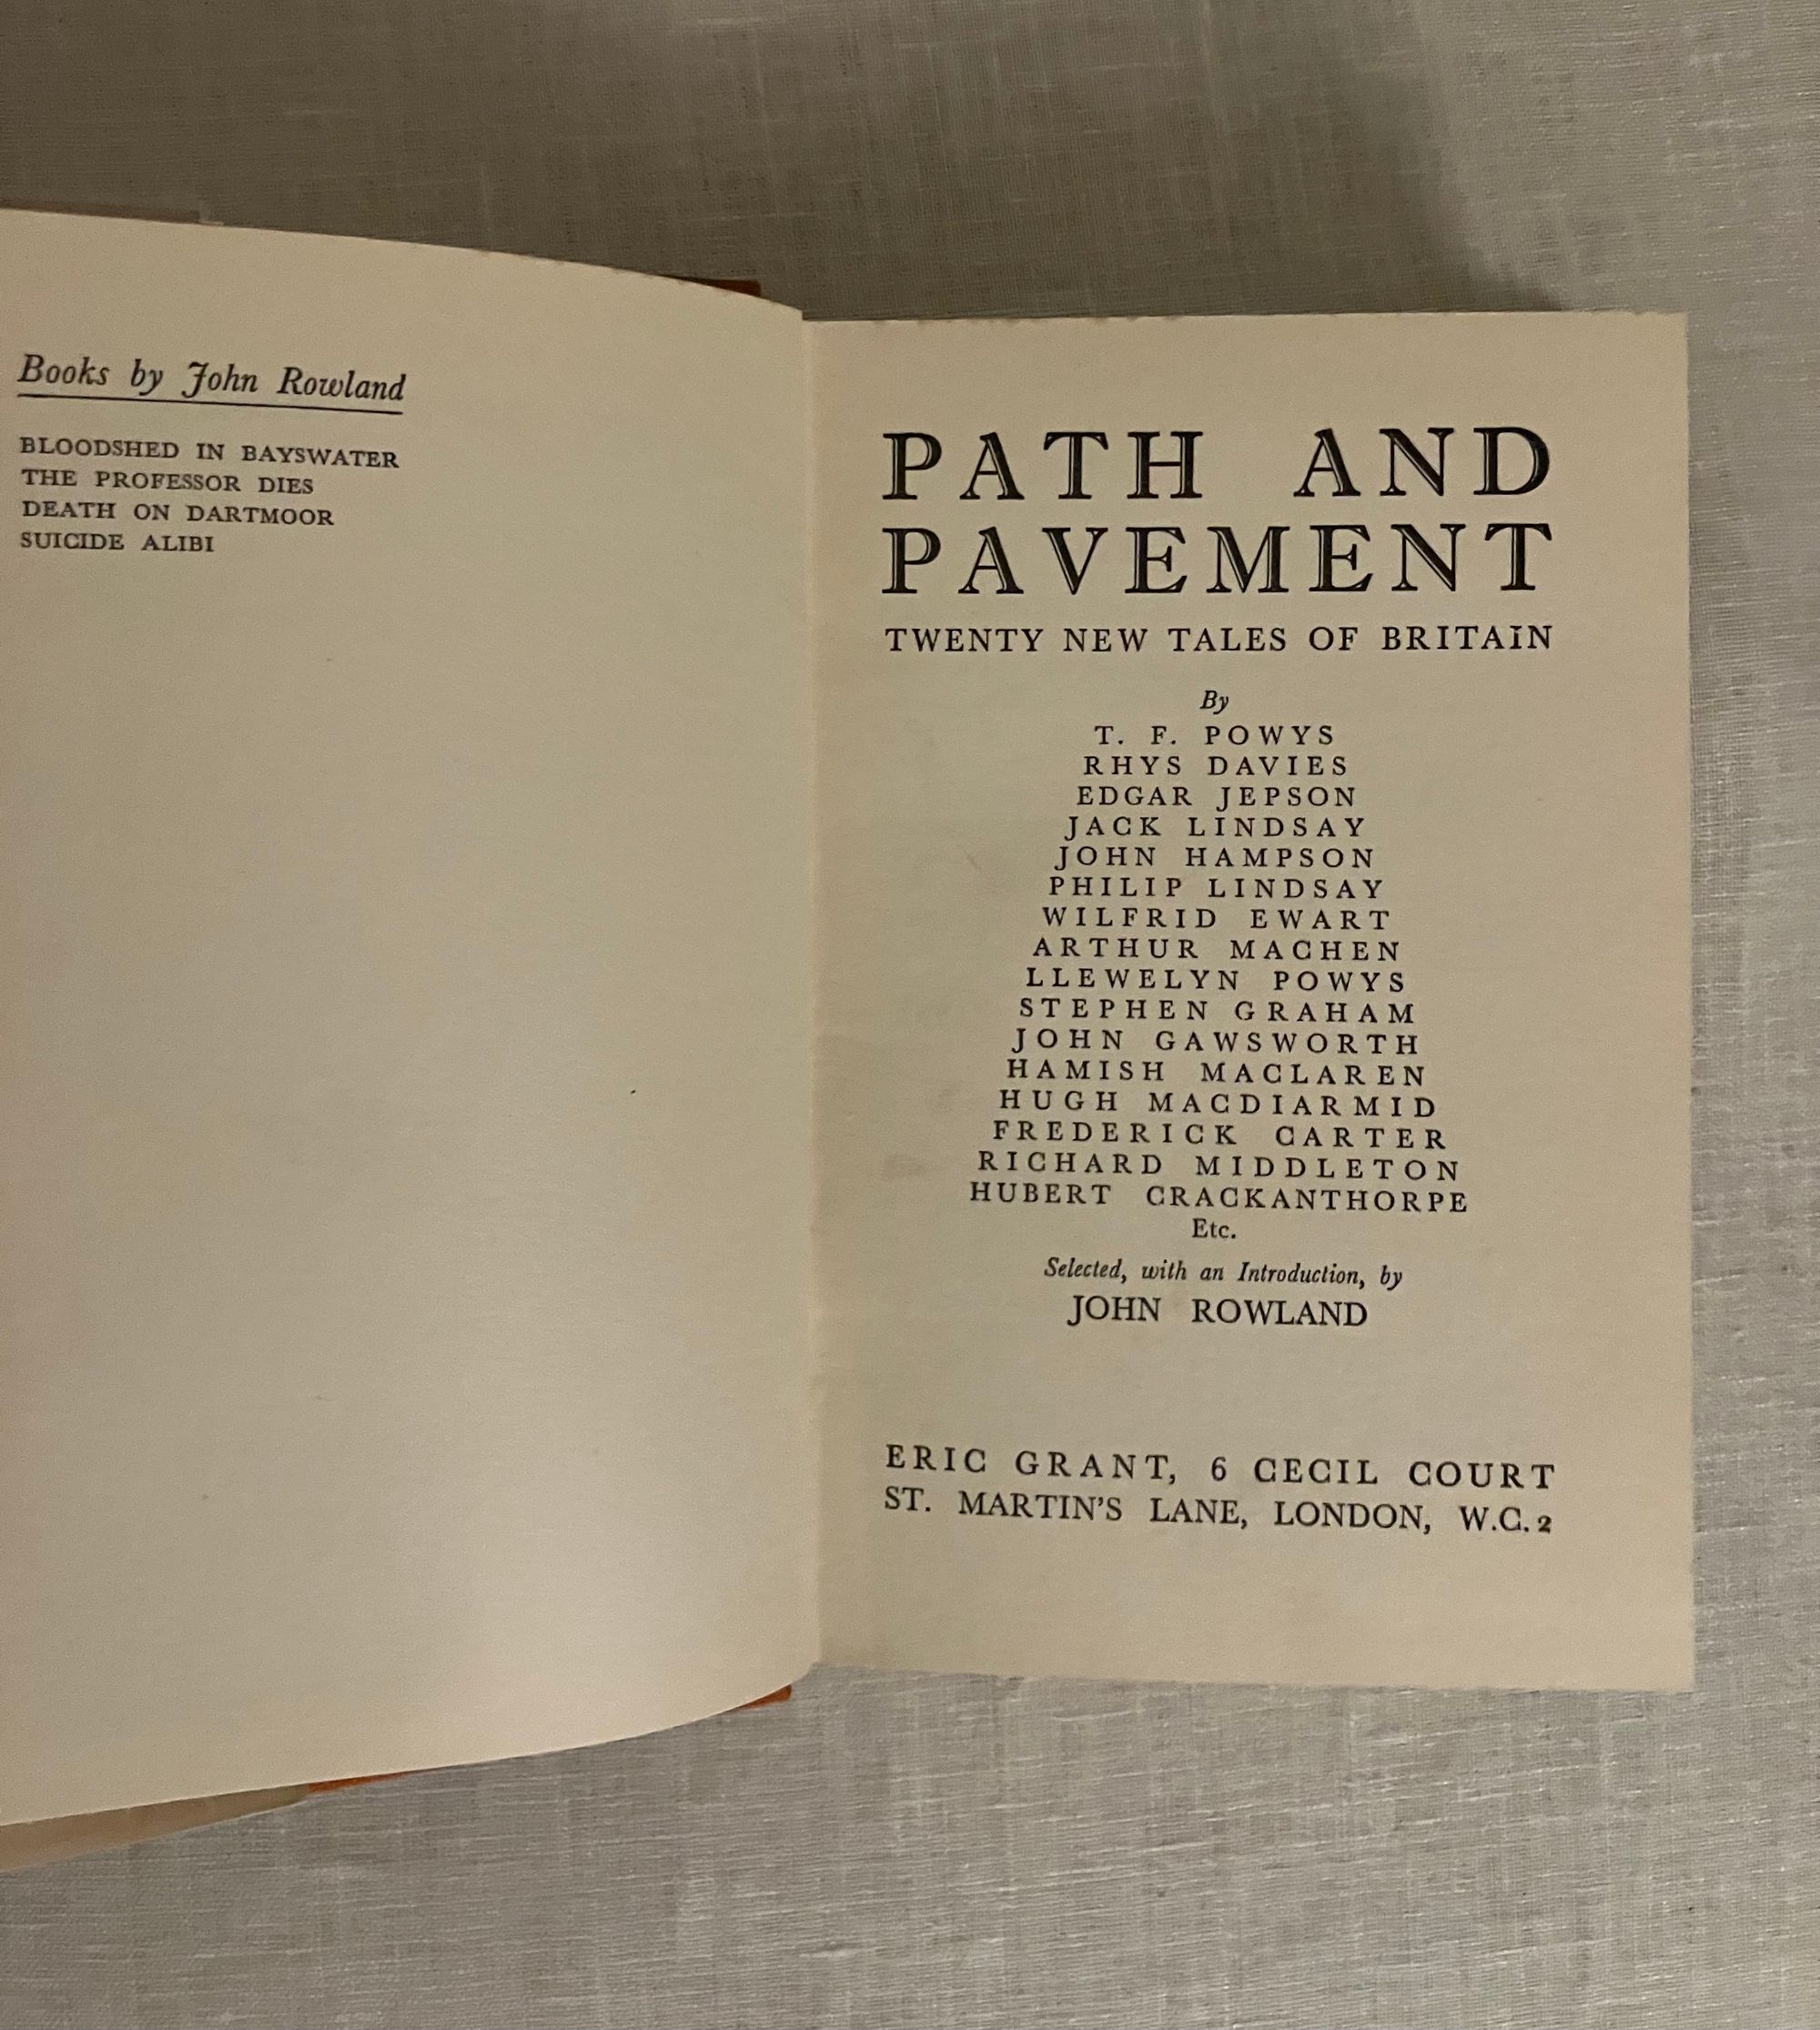 Books by John Rowland
BLOODSHED IN BAYSWATER
THE PROFESSOR DIES
DEATH ON DARTMOOR
SUICIDE ALIBI
PATH AND
PAVEMENT
TWENTY NEW TALES OF BRITAIN
By
T. F. POWYS
RHYS DAVIES
EDGAR JEPSON
JACK LINDSAY
JOHN HAMPSON
PHILIP LINDSAY
WILFRID EWART
ARTHUR MACHEN
LLEWELYN POWYS
STEPHEN GRAHAM
JOHN GAWSWORTH
HAMISH MACLAREN
HUGH MACDIARMID
FREDERICK CARTER
RICHARD MIDDLETON
HUBERT CRACKANTHORPE
Etc.
Selected, with an Introduction, by
JOHN ROWLAND
ERIC GRANT, 6 CECIL COURT
ST. MARTIN'S LANE, LONDON, W.C.2